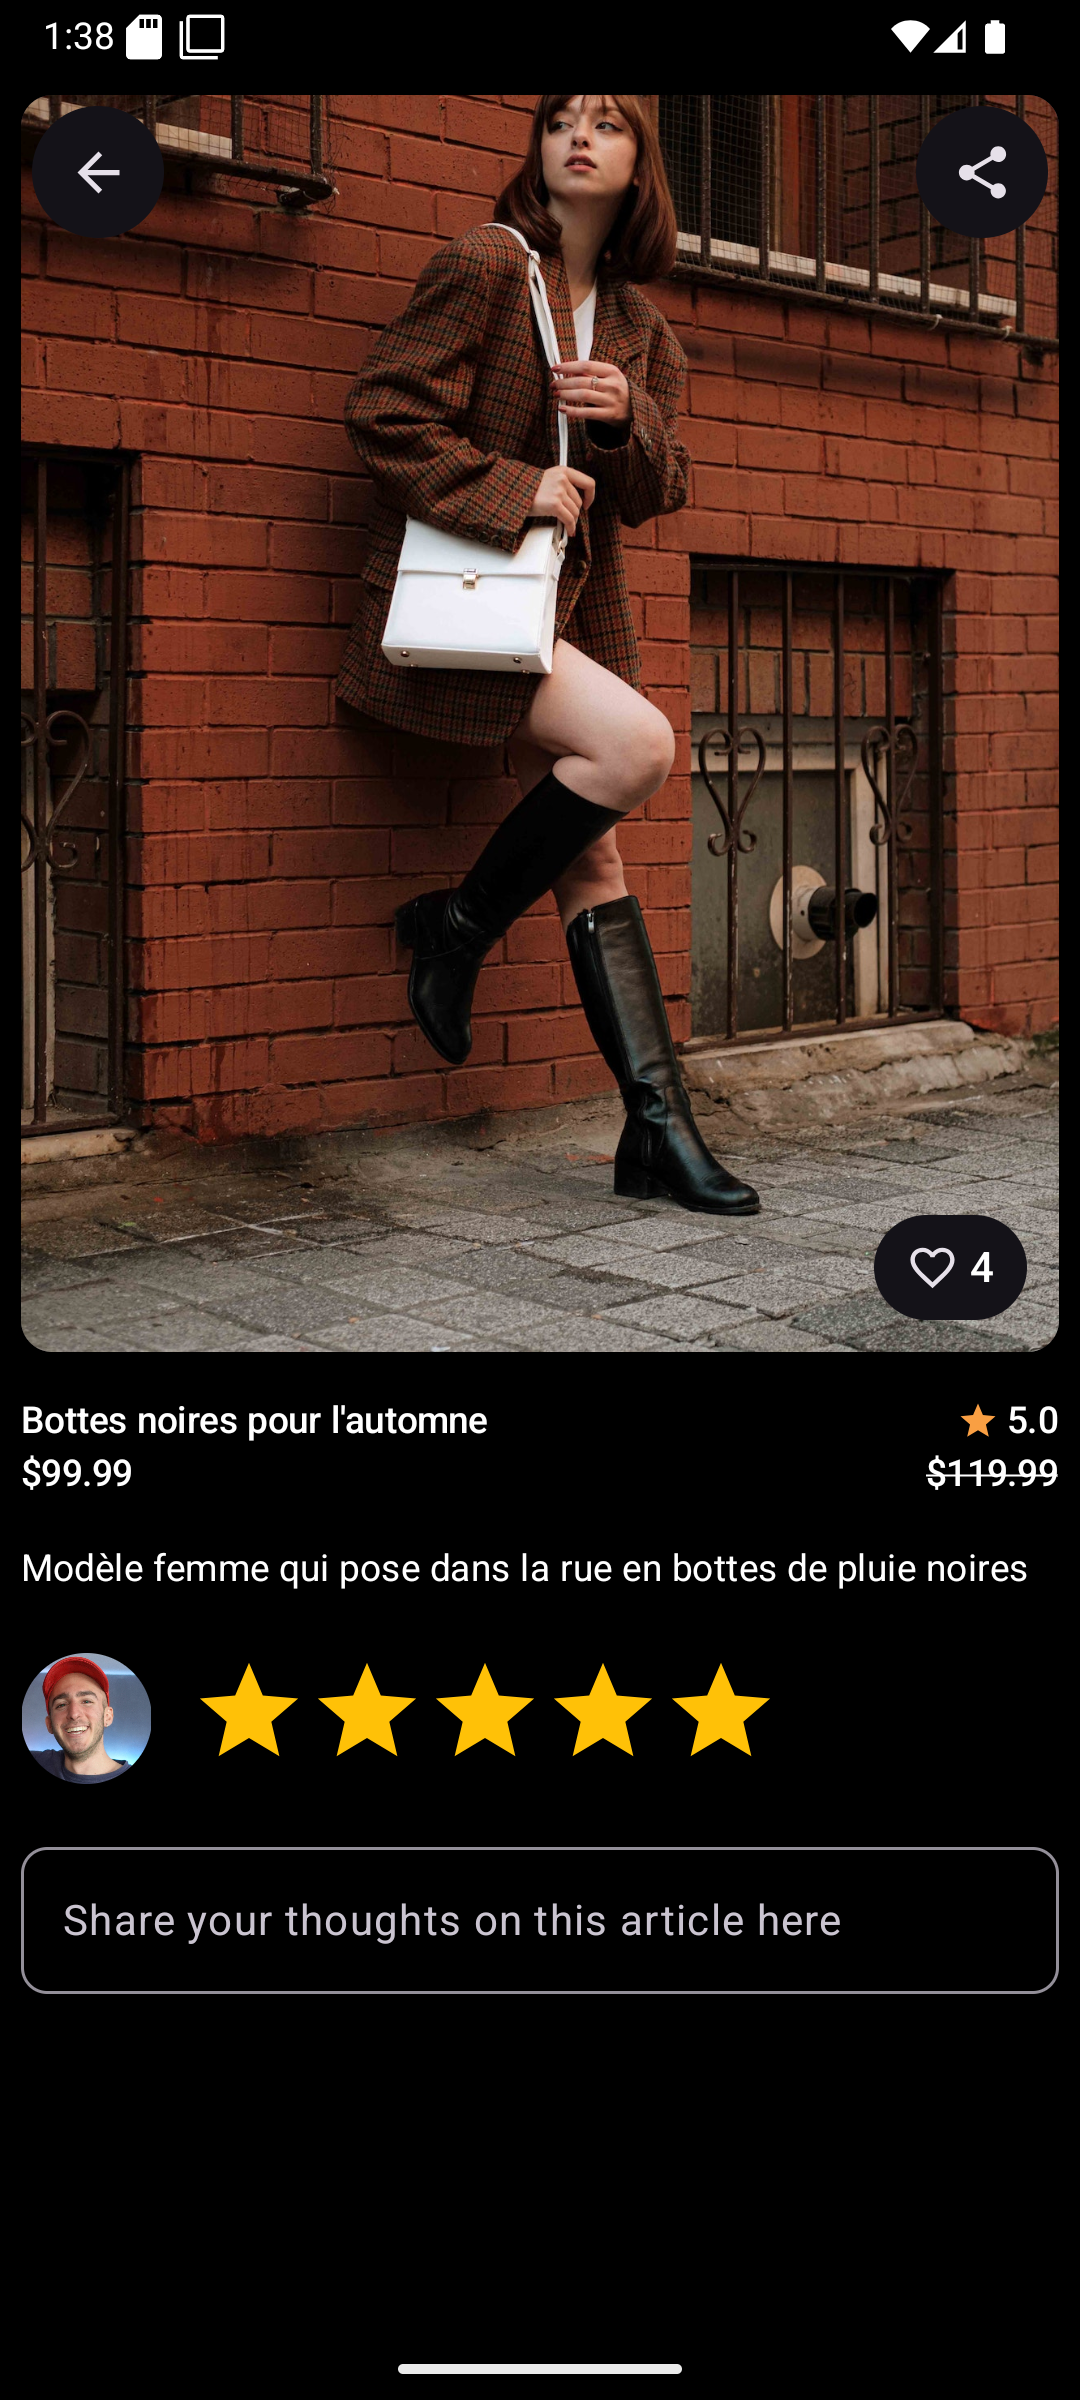 1:38
4
Bottes noires pour l'automne
5.0
$99.99
$119.99
Modèle femme qui pose dans la rue en bottes de pluie noires
Share your thoughts on this article here